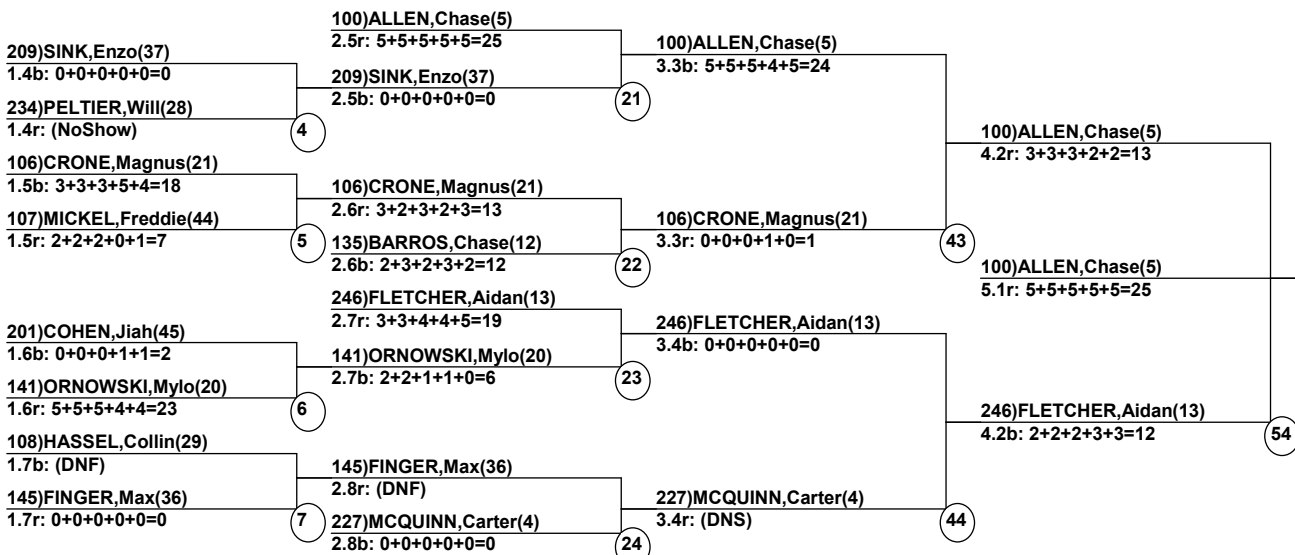 209)SINK,Enzo(37)
1.4b: 0+0+0+0+0=0
234)PELTIER,Will(28)
1.4r: (NoShow)
4
106)CRONE,Magnus(21)
1.5b: 3+3+3+5+4=18
107)MICKEL,Freddie(44)
1.5r: 2+2+2+0+1=7
5
201)COHEN,Jiah(45)
1.6b: 0+0+0+1+1=2
141)ORNOWSKI,Mylo(20)
1.6r: 5+5+5+4+4=23
6
108)HASSEL,Collin(29)
1.7b: (DNF)
145)FINGER,Max(36)
1.7r: 0+0+0+0+0=0
7
100)ALLEN,Chase(5)
2.5r: 5+5+5+5+5=25
209)SINK,Enzo(37)
2.5b: 0+0+0+0+0=0
21
106)CRONE,Magnus(21)
2.6r: 3+2+3+2+3=13
135)BARROS,Chase(12)
2.6b: 2+3+2+3+2=12
22
246)FLETCHER,Aidan(13)
2.7r: 3+3+4+4+5=19
141)ORNOWSKI,Mylo(20)
2.7b: 2+2+1+1+0=6
23
145)FINGER,Max(36)
2.8r: (DNF)
227)MCQUINN,Carter(4)
2.8b: 0+0+0+0+0=0
24
100)ALLEN,Chase(5)
3.3b: 5+5+5+4+5=24
106)CRONE,Magnus(21)
3.3r: 0+0+0+1+0=1
43
246)FLETCHER,Aidan(13)
3.4b: 0+0+0+0+0=0
227)MCQUINN,Carter(4)
3.4r: (DNS)
44
100)ALLEN,Chase(5)
4.2r: 3+3+3+2+2=13
246)FLETCHER,Aidan(13)
4.2b: 2+2+2+3+3=12
54
100)ALLEN,Chase(5)
5.1r: 5+5+5+5+5=25